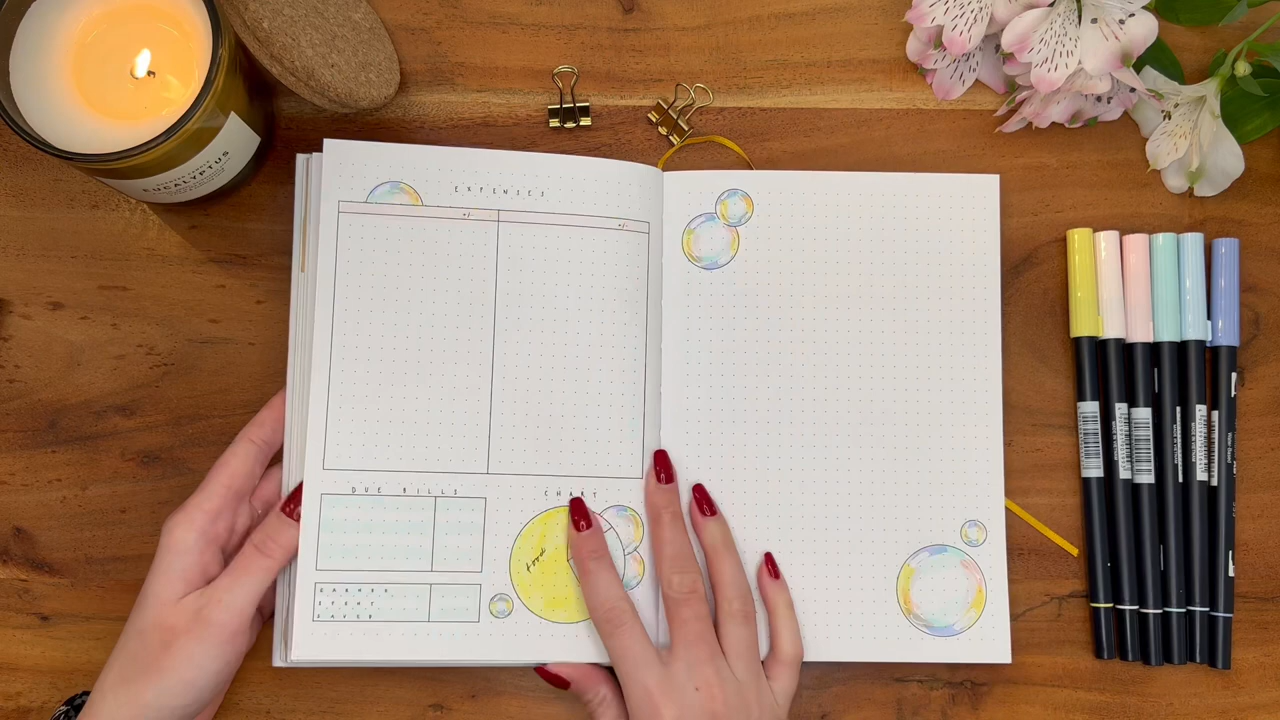 EUCALYPTUS
EXPENSES
+/-
+/-
DUE BILLS
CHART
food
EARNED
SPENT
SAVED